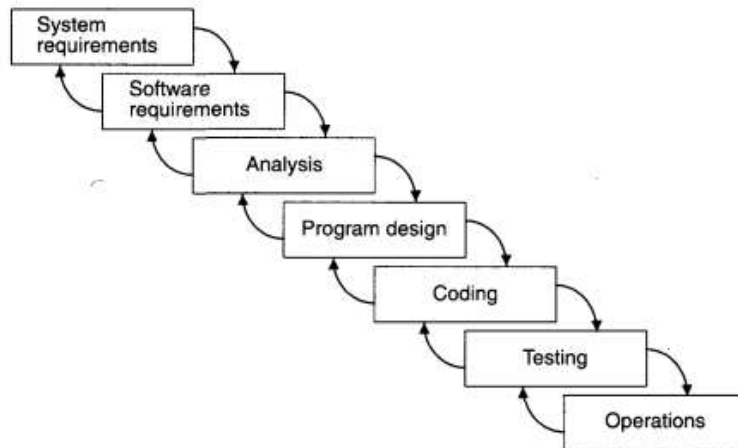 System
requirements
Software
requirements
Analysis
Program design
Coding
Testing
Operations